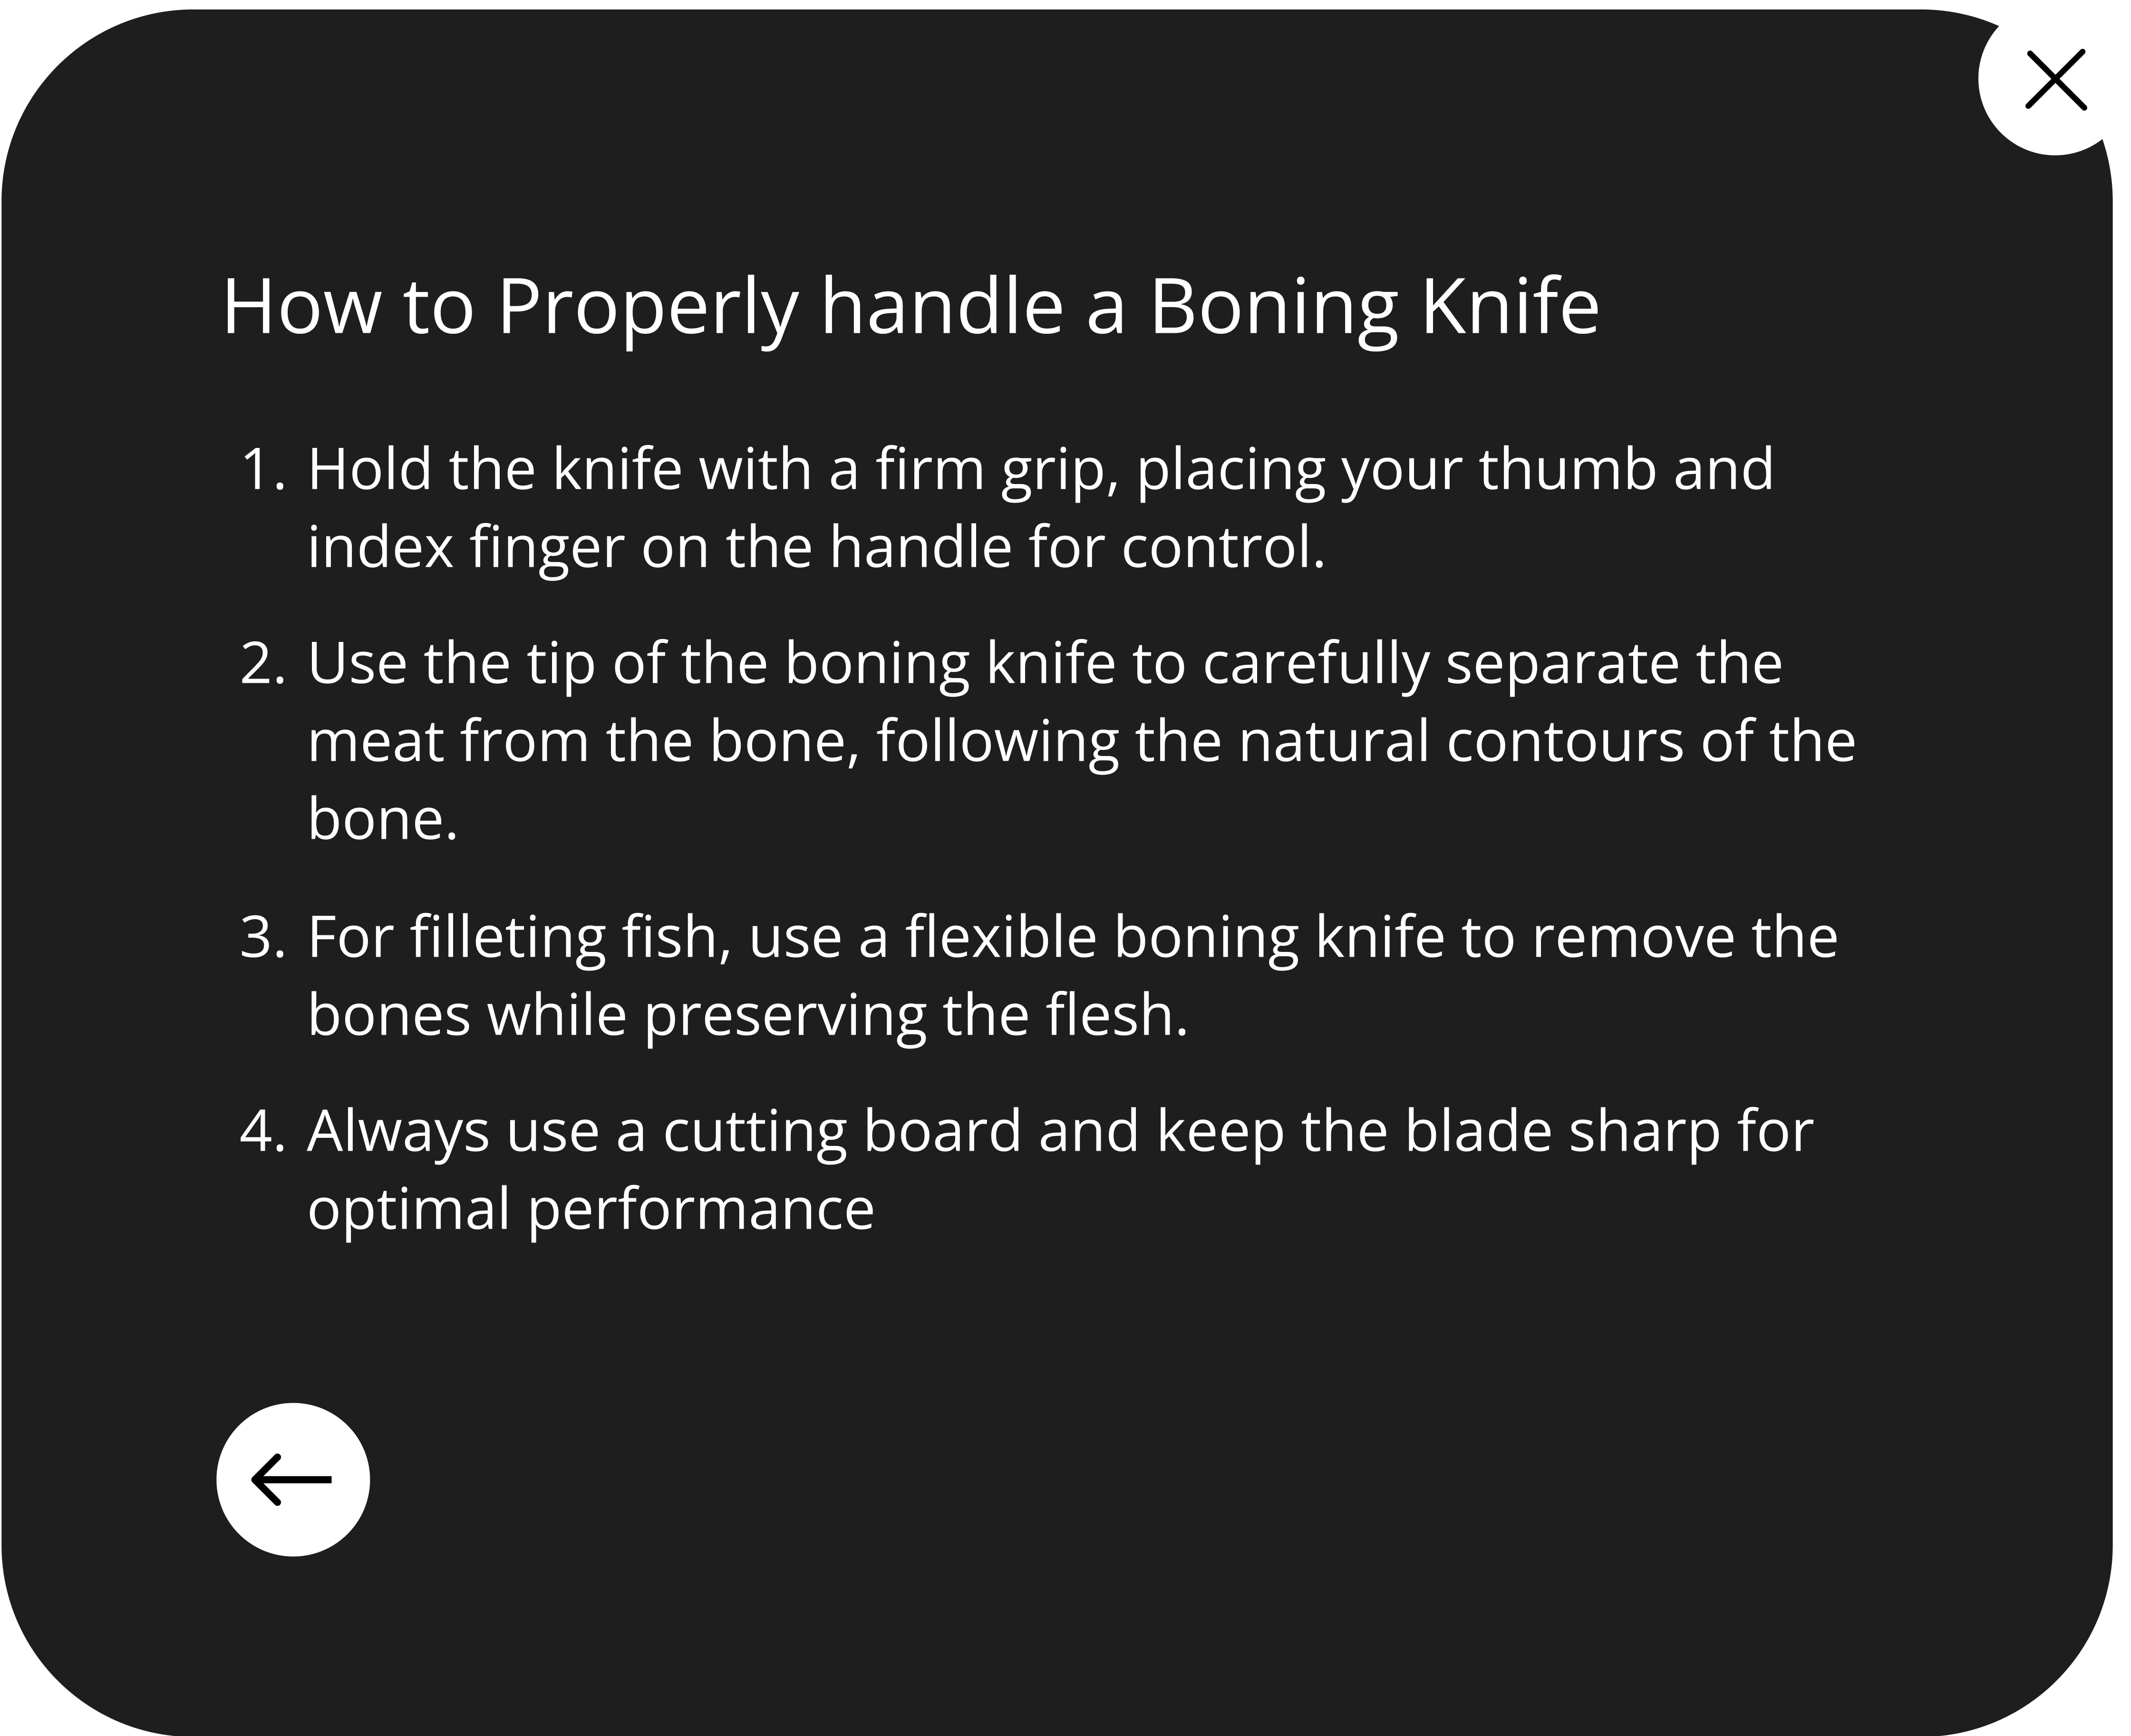 How to Properly handle a Boning Knife
1. Hold the knife with a firm grip, placing your thumb and
index finger on the handle for control.
2. Use the tip of the boning knife to carefully separate the
meat from the bone, following the natural contours of the
bone.
3. For filleting fish, use a flexible boning knife to remove the
bones while preserving the flesh.
4. Always use a cutting board and keep the blade sharp for
optimal performance